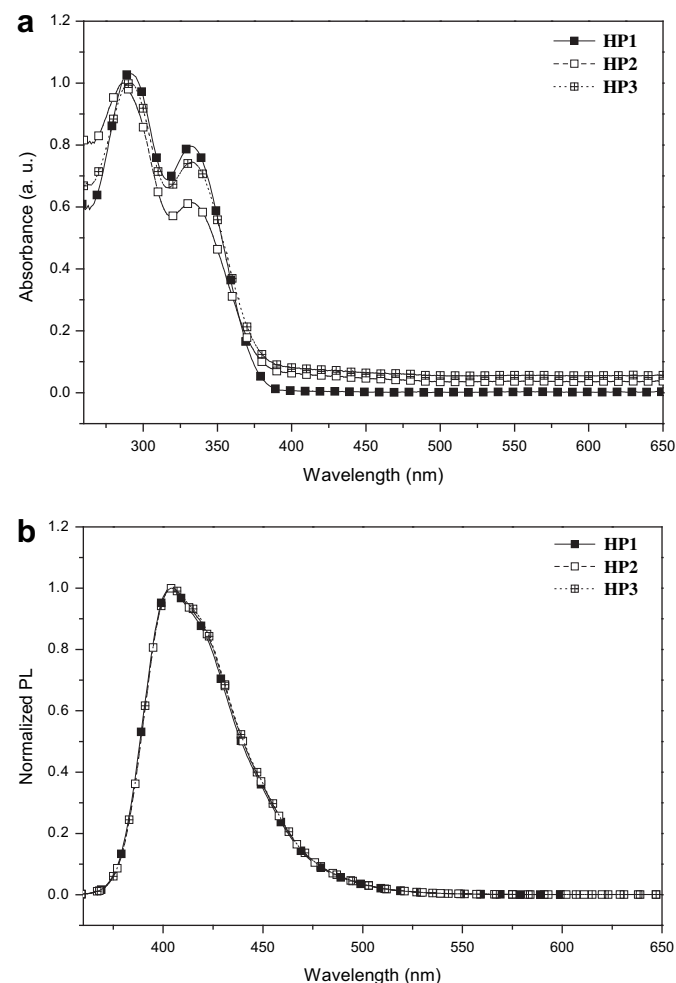 a
1.2
1.0
0.8
0.6
0.4
0.2
0.0
Absorbance (a. u.)
HP1
HP2
HP3
300 350 400 450 500 550 600 650
Wavelength (nm)
b
1.2
1.0
0.8
0.6
0.4
0.2
0.0
Normalized PL
HP1
HP2
HP3
400 450 500 550 600 650
Wavelength (nm)